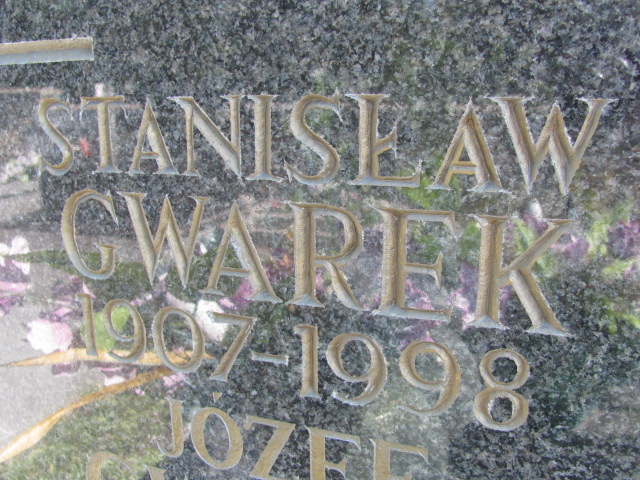 STANISŁAW
GWAREK
1907-1998
JÓZEF